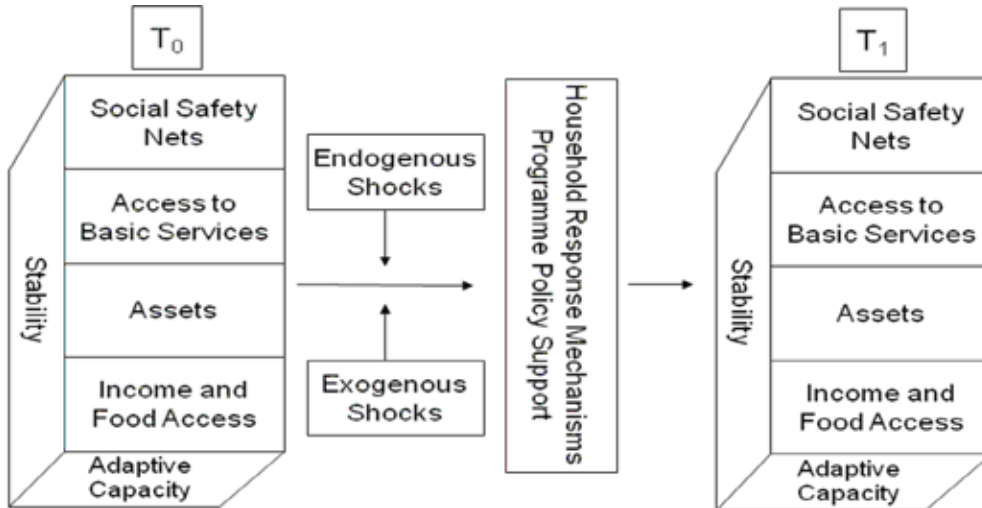 T0
Social Safety
Nets
Access to
Basic Services
Assets
Income and
Food Access
Stability
Adaptive
Capacity
Endogenous
Shocks
Exogenous
Shocks
Household Response Mechanisms
Programme Policy Support
T1
Social Safety
Nets
Access to
Basic Services
Assets
Income and
Food Access
Stability
Adaptive
Capacity